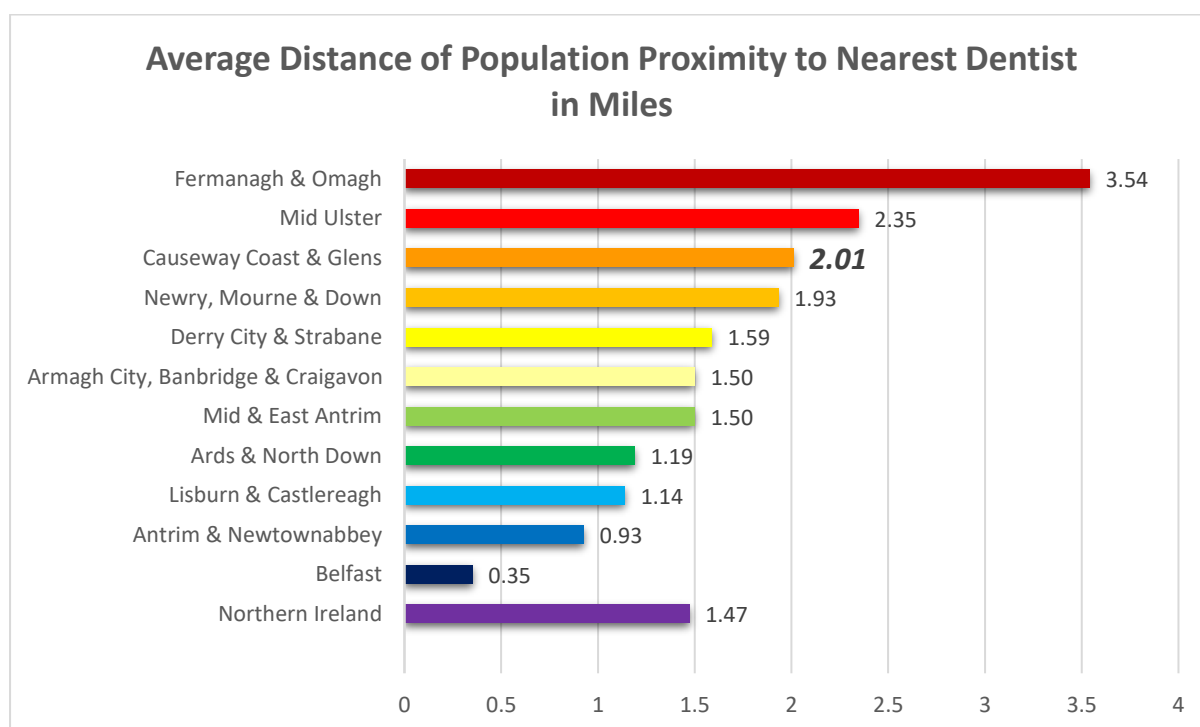 Average Distance of Population Proximity to Nearest Dentist
in Miles
Fermanagh & Omagh 3.54
Mid Ulster 2.35
Causeway Coast & Glens 2.01
Newry, Mourne & Down 1.93
Derry City & Strabane 1.59
Armagh City, Banbridge & Craigavon 1.50
Mid & East Antrim 1.50
Ards & North Down 1.19
Lisburn & Castlereagh 1.14
Antrim & Newtownabbey 0.93
Belfast 0.35
Northern Ireland 1.47
0 0.5 1 1.5 2 2.5 3 3.5 4